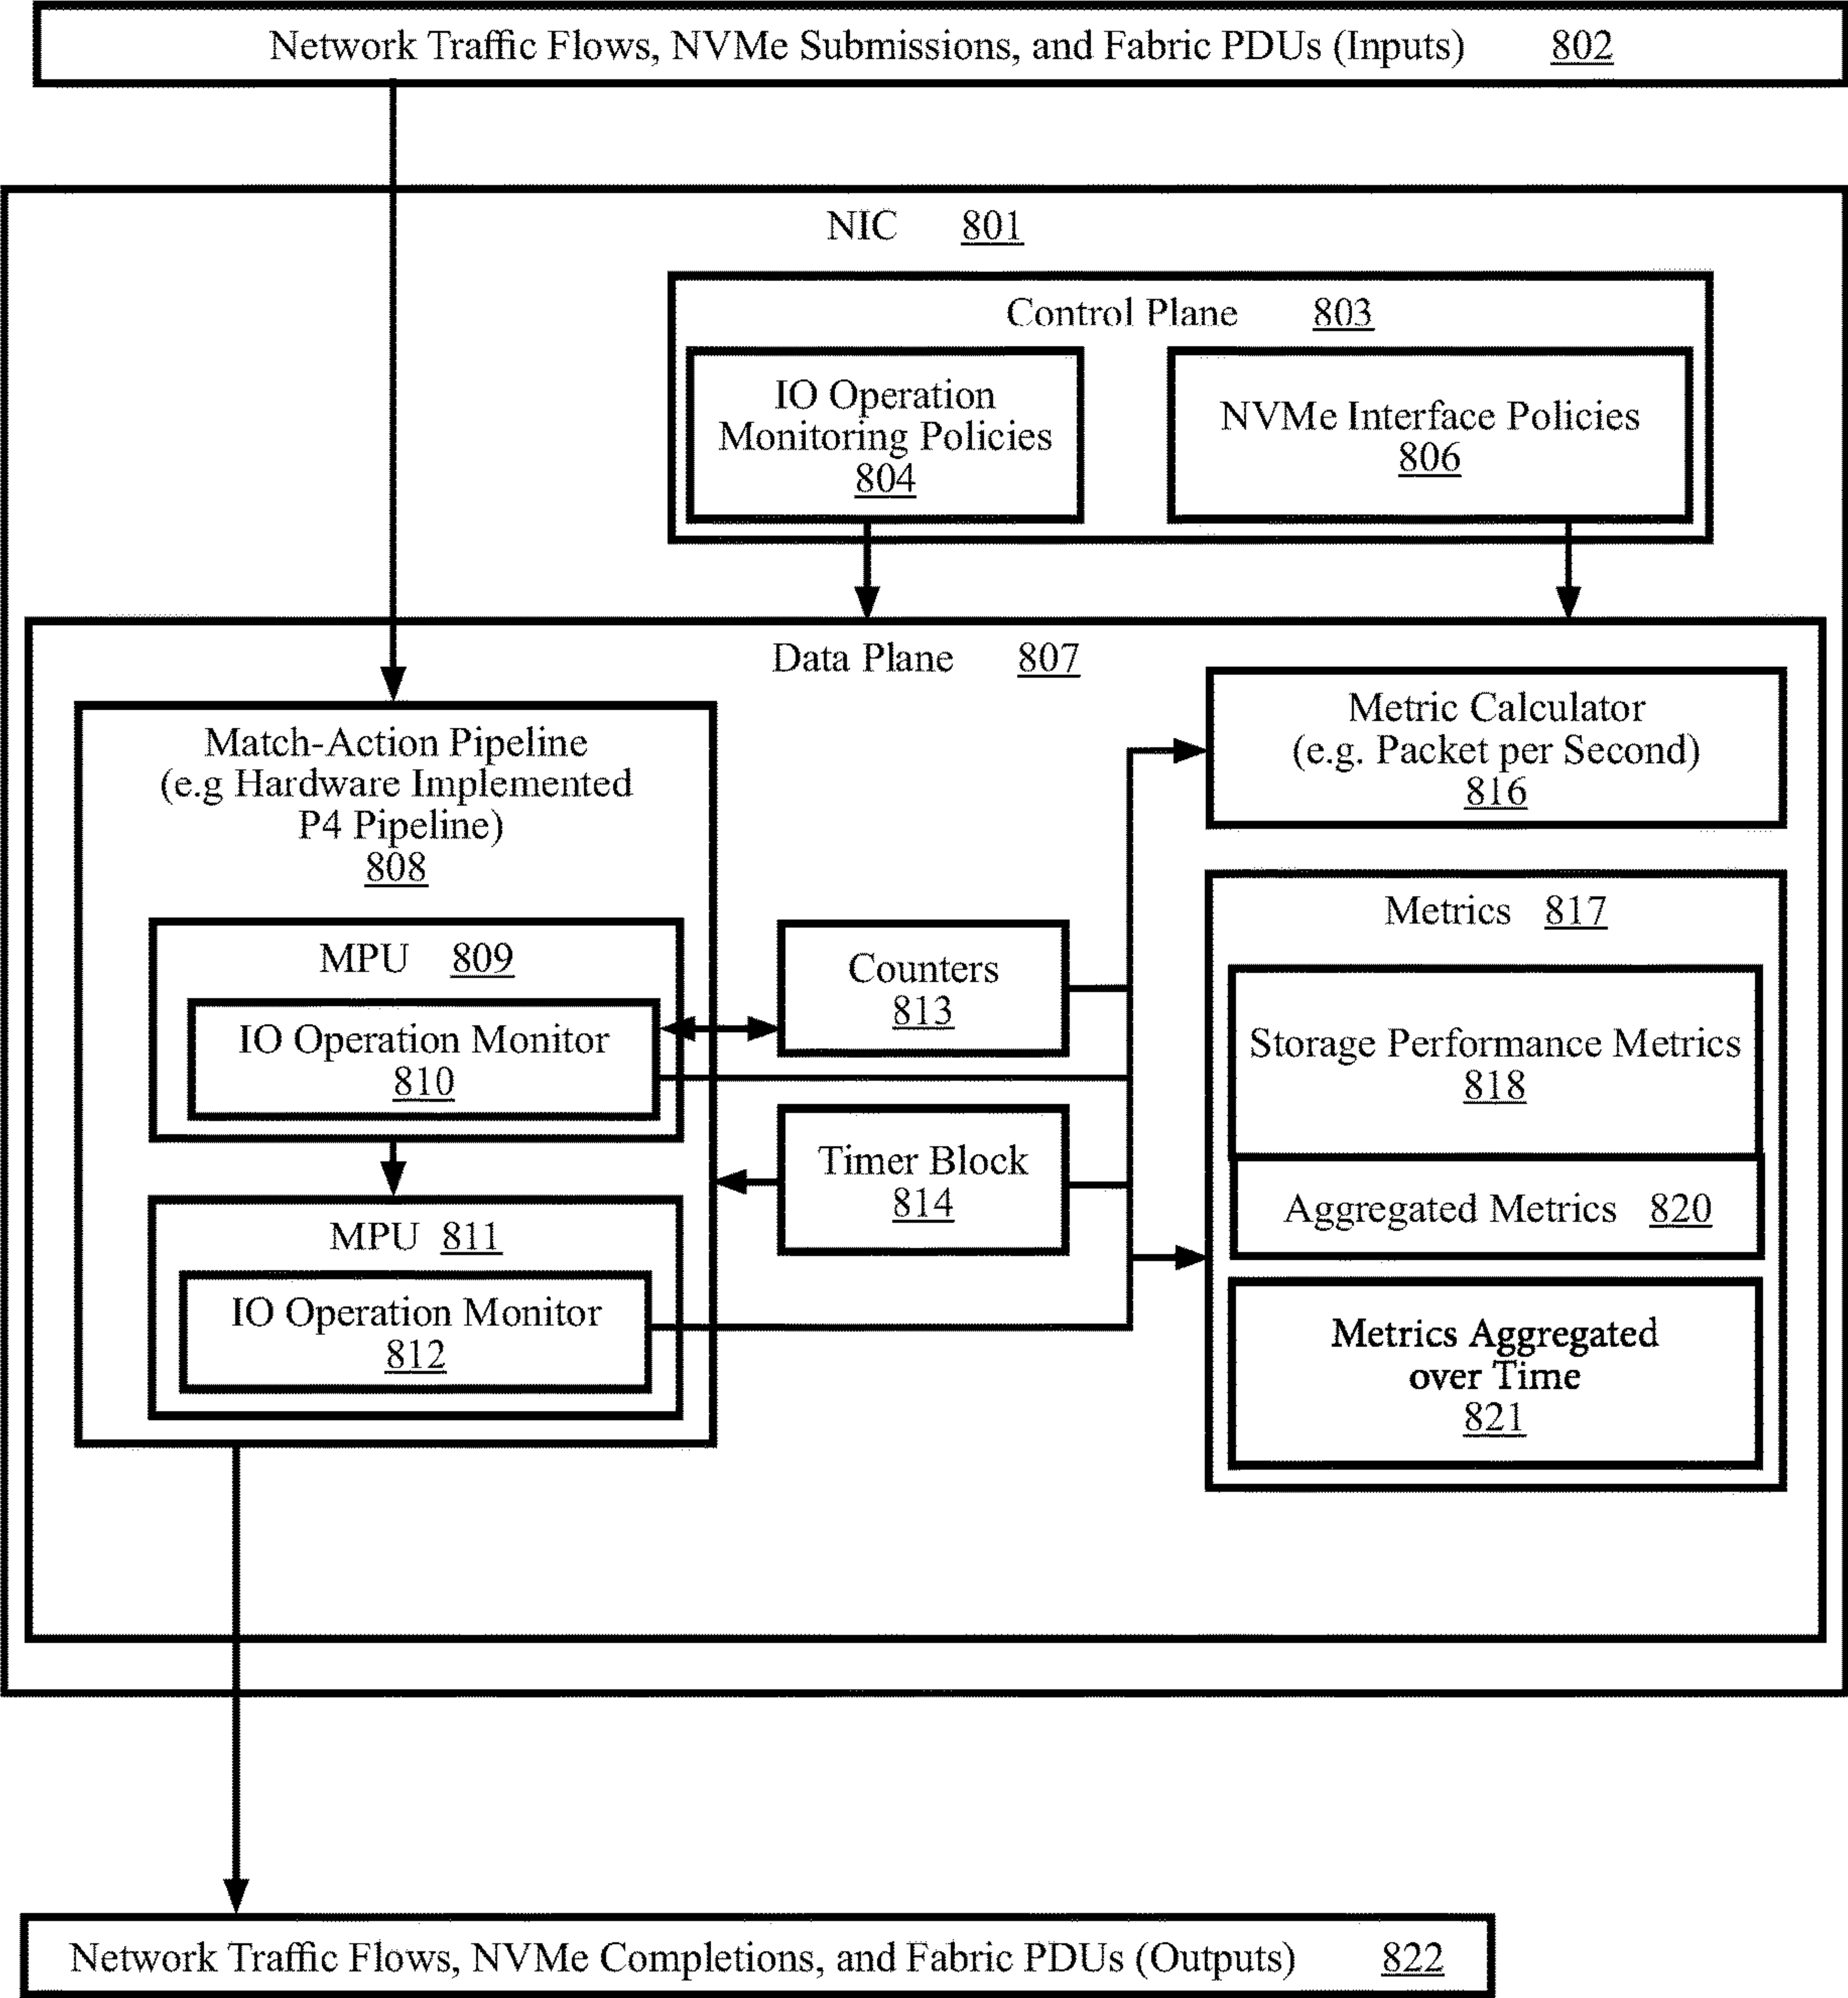 Network Traffic Flows, NVMe Submissions, and Fabric PDUs (Inputs) 802
NIC 801
Control Plane 803
IO Operation
Monitoring Policies
804
NVMe Interface Policies
806
Data Plane 807
Match-Action Pipeline
(e.g Hardware Implemented
P4 Pipeline)
808
MPU 809
IO Operation Monitor
810
MPU 811
IO Operation Monitor
812
Counters
813
Timer Block
814
Metric Calculator
(e.g. Packet per Second)
816
Metrics 817
Storage Performance Metrics
818
Aggregated Metrics 820
Metrics Aggregated
over Time
821
Network Traffic Flows, NVMe Completions, and Fabric PDUs (Outputs) 822